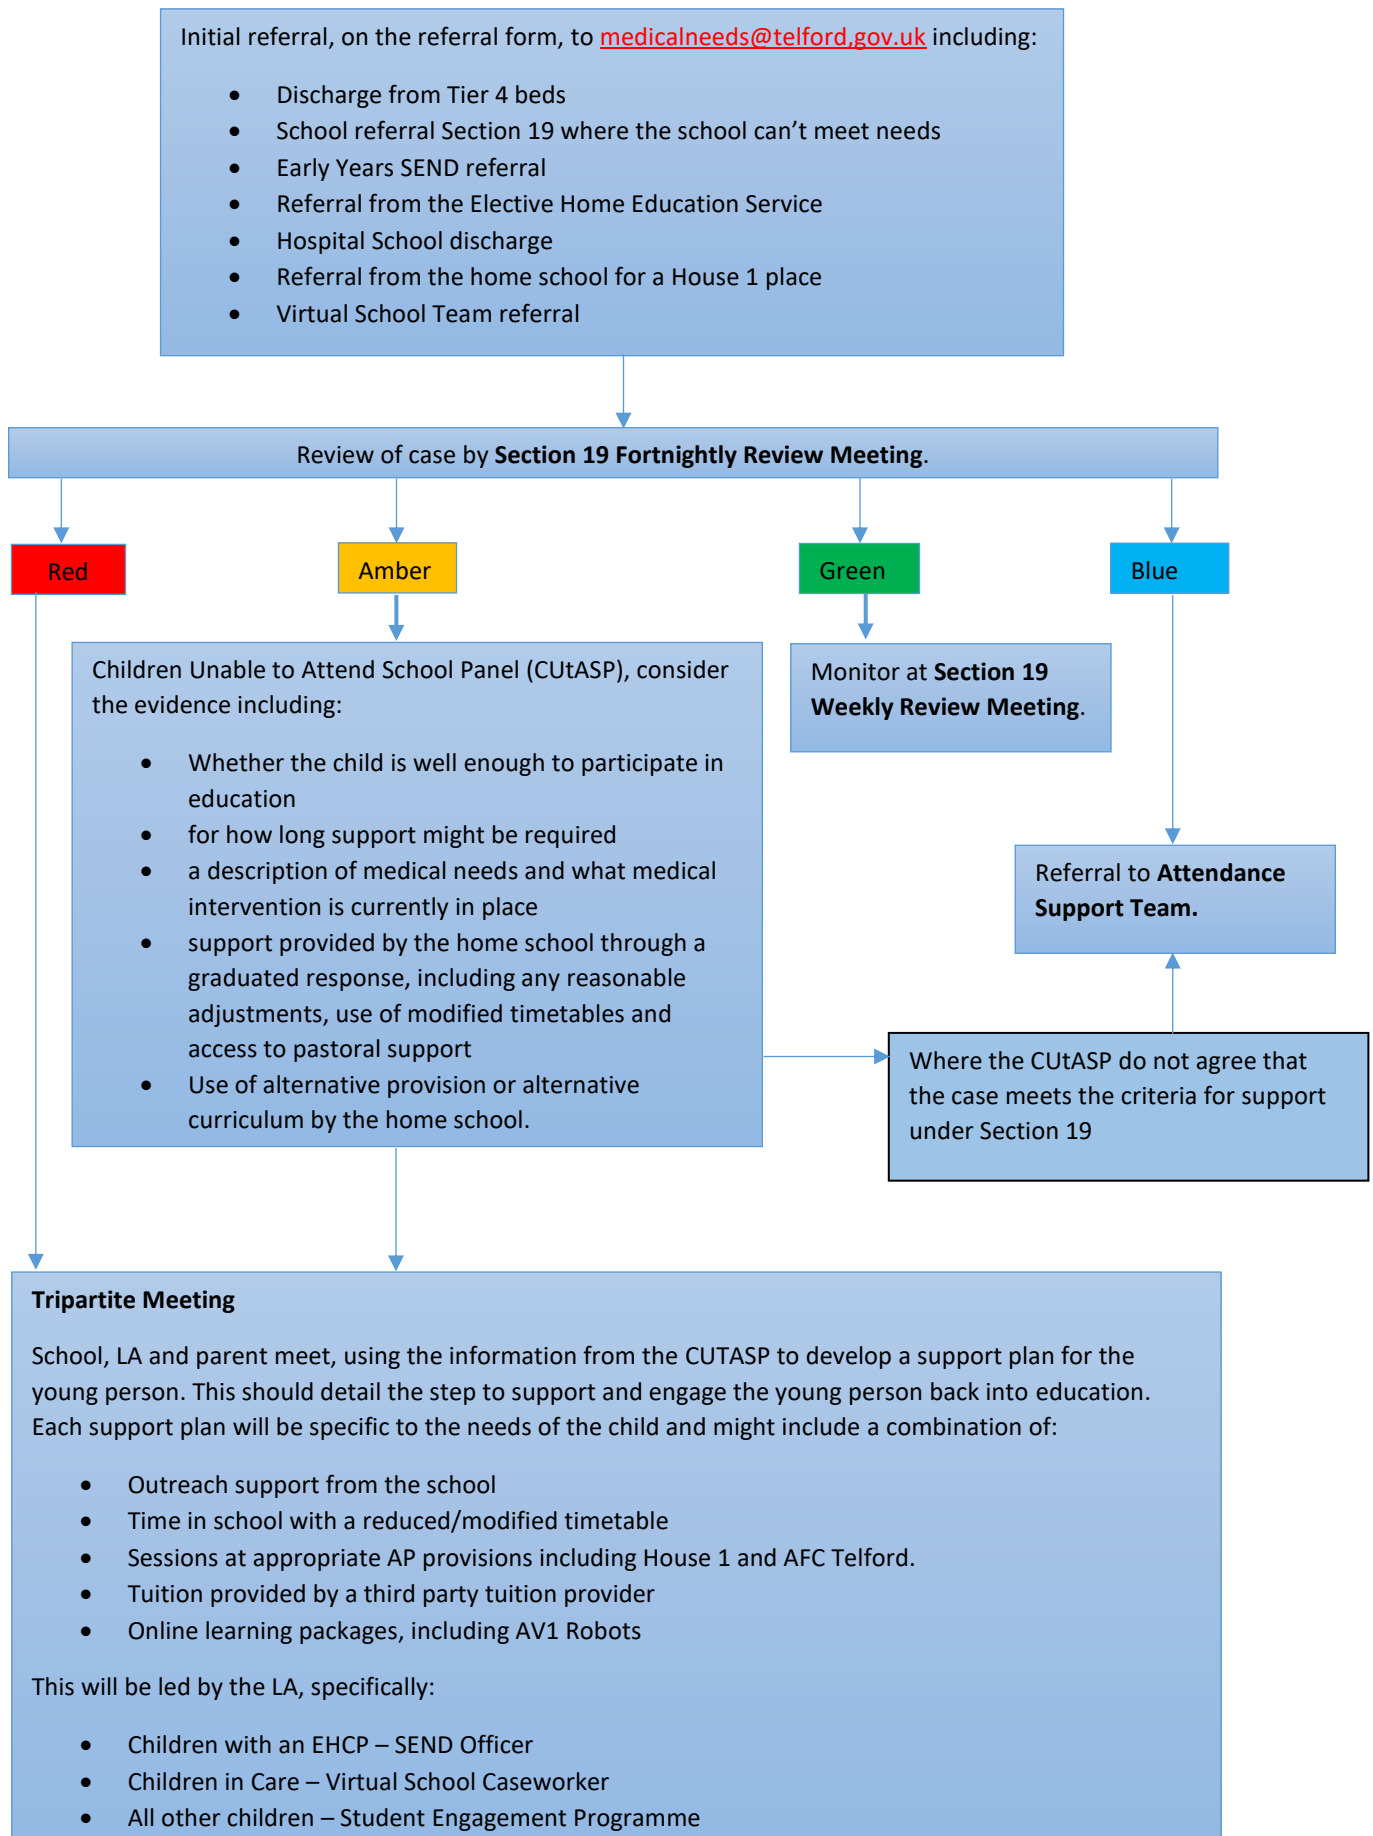 Initial referral, on the referral form, to medicalneeds@telford,gov.uk including:
• Discharge from Tier 4 beds
• School referral Section 19 where the school can’t meet needs
• Early Years SEND referral
• Referral from the Elective Home Education Service
• Hospital School discharge
• Referral from the home school for a House 1 place
• Virtual School Team referral
Review of case by Section 19 Fortnightly Review Meeting.
Red
Amber
Green
Blue
Children Unable to Attend School Panel (CUtASP), consider
the evidence including:
• Whether the child is well enough to participate in
education
• for how long support might be required
• a description of medical needs and what medical
intervention is currently in place
• support provided by the home school through a
graduated response, including any reasonable
adjustments, use of modified timetables and
access to pastoral support
• Use of alternative provision or alternative
curriculum by the home school.
Monitor at Section 19
Weekly Review Meeting.
Referral to Attendance
Support Team.
Where the CUtASP do not agree that
the case meets the criteria for support
under Section 19
Tripartite Meeting
School, LA and parent meet, using the information from the CUTASP to develop a support plan for the
young person. This should detail the step to support and engage the young person back into education.
Each support plan will be specific to the needs of the child and might include a combination of:
• Outreach support from the school
• Time in school with a reduced/modified timetable
• Sessions at appropriate AP provisions including House 1 and AFC Telford.
• Tuition provided by a third party tuition provider
• Online learning packages, including AV1 Robots
This will be led by the LA, specifically:
• Children with an EHCP – SEND Officer
• Children in Care – Virtual School Caseworker
• All other children – Student Engagement Programme